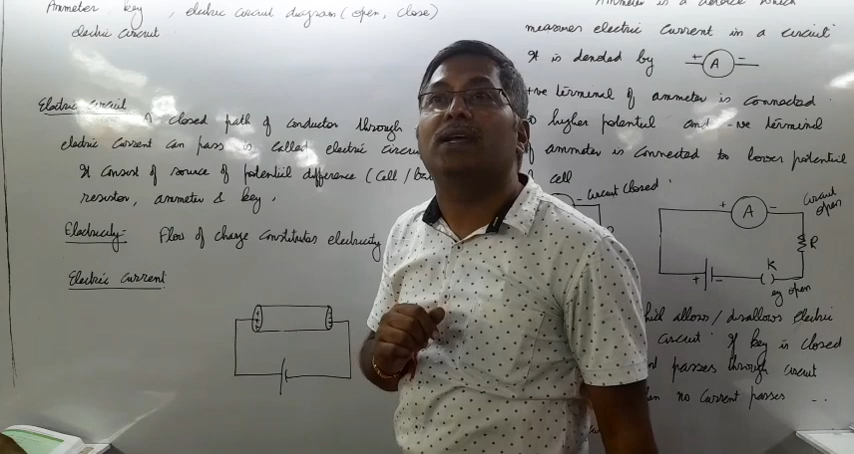 Ammeter, key, electric circuit diagram (open, close)
electric circuit
Electric circuit A closed path of conductor through
electric current can pass is called electric
It consist of source of potential difference (Cell /
resistor, ammeter & key.
Electricity- Flow of charge constitutes electricity
Electric current
Ammeter is a device which
measures electric current in a circuit
It is denoted by + A -
+ve terminal of ammeter is connected
higher potential and -ve terminal
of ammeter is connected to lower potential
cell
- circuit closed.
+ A - circuit
open
R
+ - K
( )
open
allows / disallows electric
circuit If key is closed
passes through circuit
no current passes